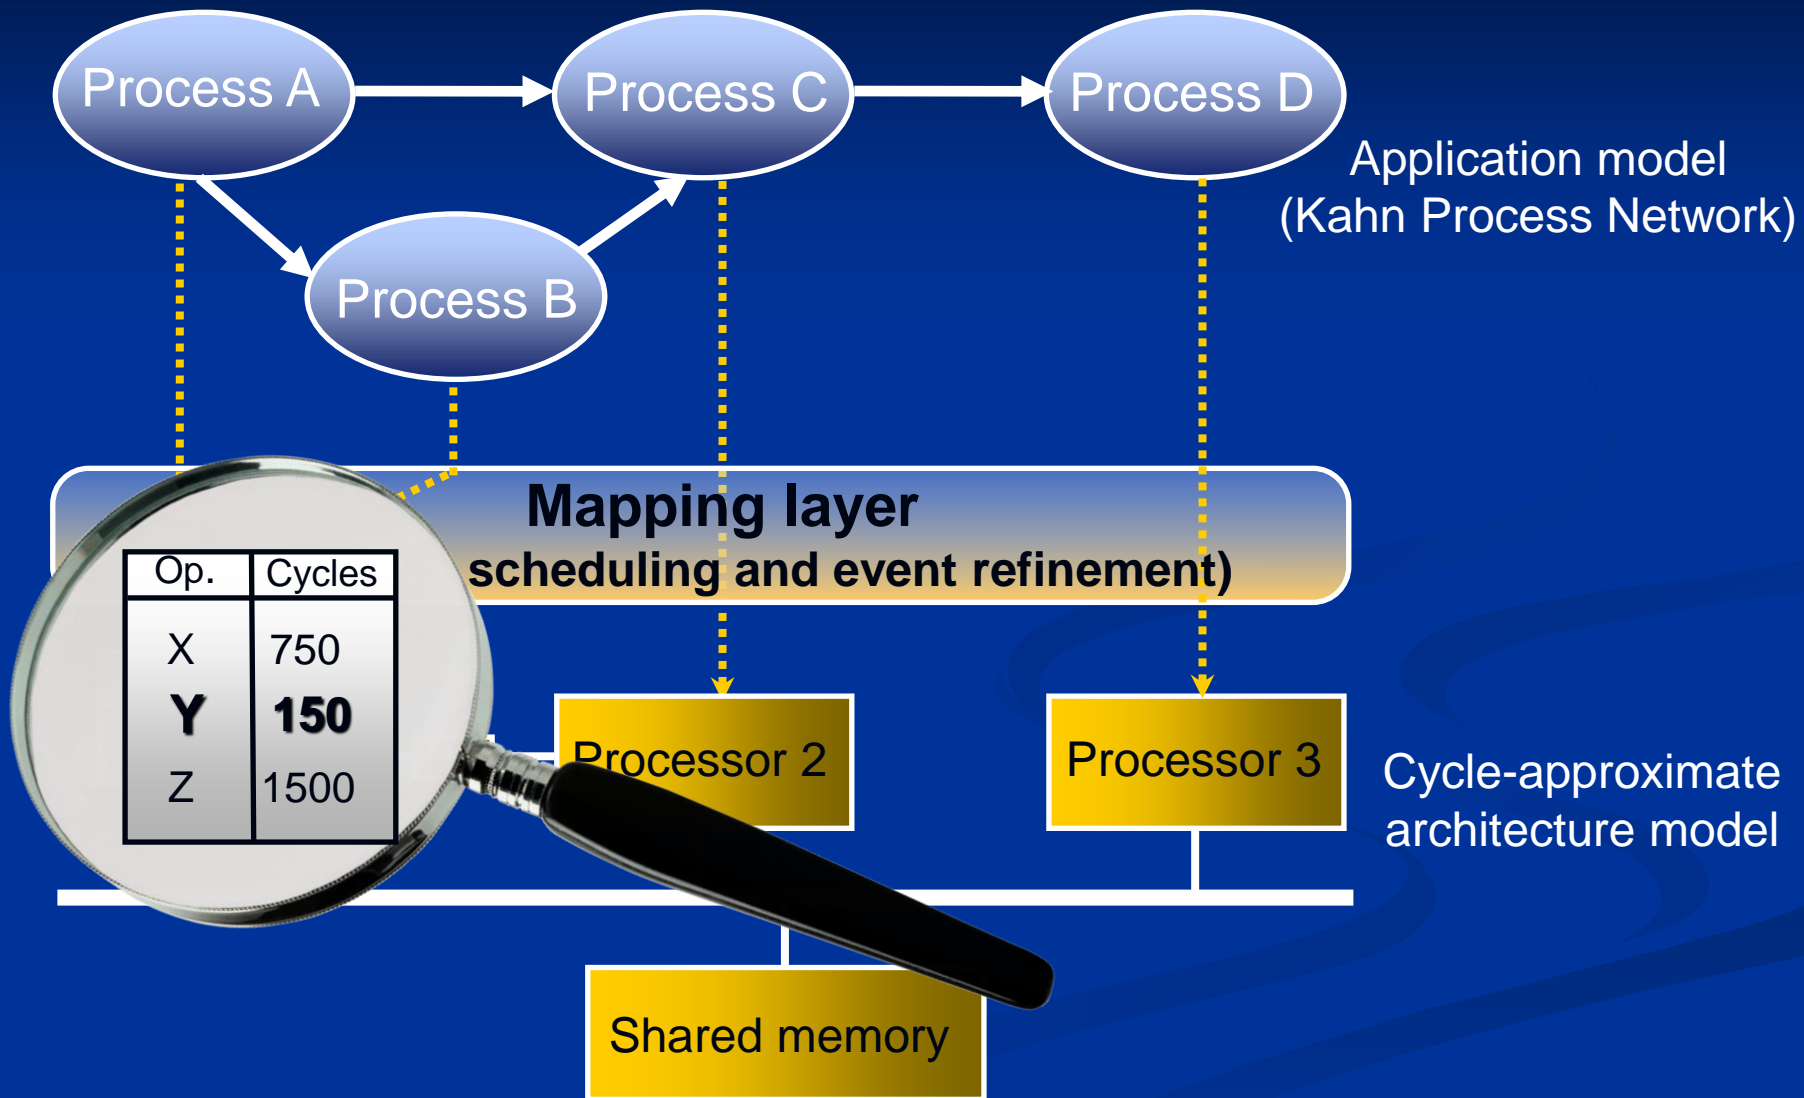 Process A
Process C
Process D
Application model
(Kahn Process Network)
Process B
Mapping layer
scheduling and event refinement)
Op. Cycles
X 750
Y 150
Z 1500
Processor 2
Processor 3
Cycle-approximate
architecture model
Shared memory